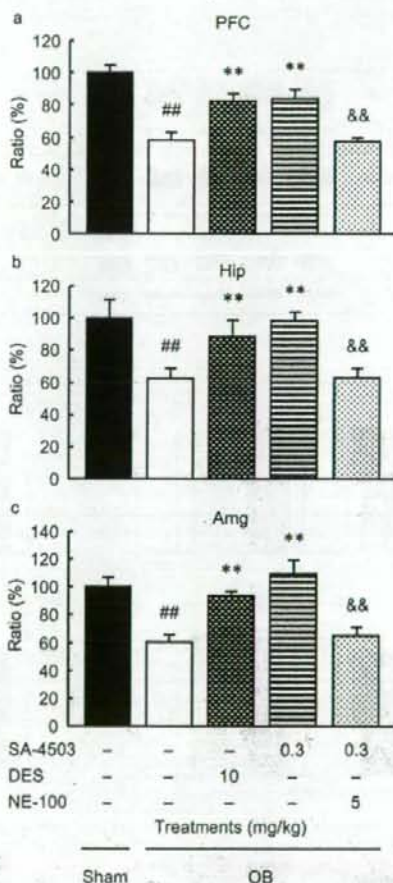 a
PFC
120
100
80
60
40
20
0
Ratio (%)
##
**
**
&&
b
Hip
120
100
80
60
40
20
0
Ratio (%)
##
**
**
&&
c
Amg
140
120
100
80
60
40
20
0
Ratio (%)
##
**
**
&&
SA-4503 – – – 0.3 0.3
DES – – 10 – –
NE-100 – – – – 5
Treatments (mg/kg)
Sham OB